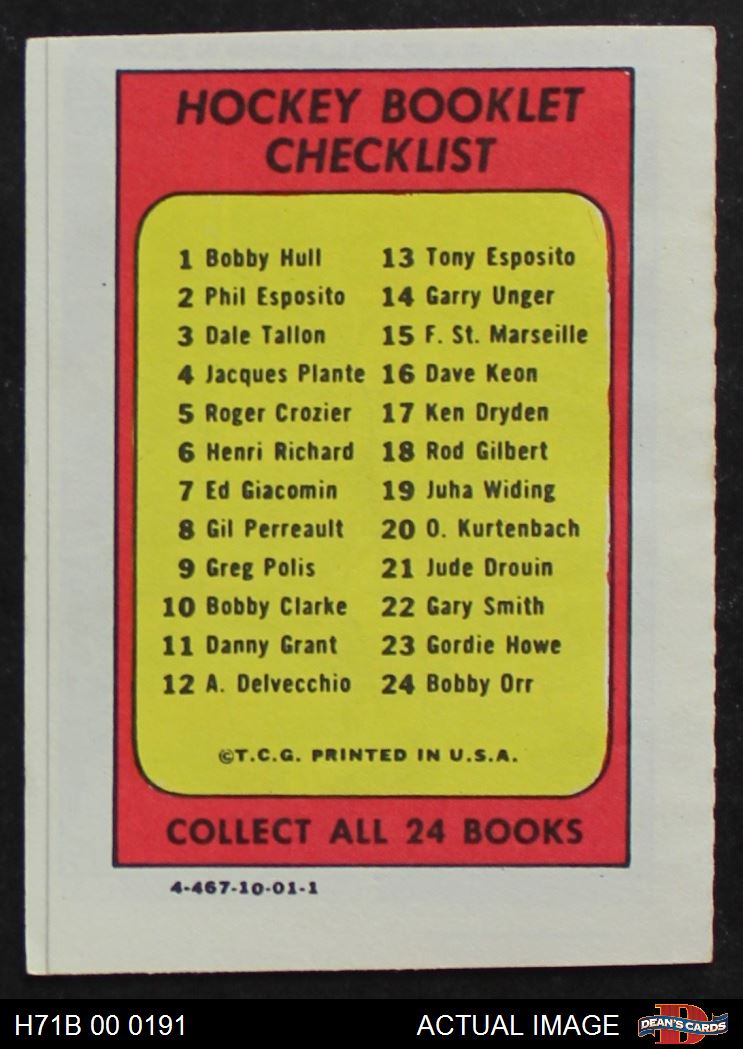 HOCKEY BOOKLET
CHECKLIST
1 Bobby Hull
2 Phil Esposito
3 Dale Tallon
4 Jacques Plante
5 Roger Crozier
6 Henri Richard
7 Ed Giacomin
8 Gil Perreault
9 Greg Polis
10 Bobby Clarke
11 Danny Grant
12 A. Delvecchio
13 Tony Esposito
14 Garry Unger
15 F. St. Marseille
16 Dave Keon
17 Ken Dryden
18 Rod Gilbert
19 Juha Widing
20 O. Kurtenbach
21 Jude Drouin
22 Gary Smith
23 Gordie Howe
24 Bobby Orr
©T.C.G. PRINTED IN U.S.A.
COLLECT ALL 24 BOOKS
4-467-10-01-1
H71B 00 0191
ACTUAL IMAGE
DEAN'S CARDS